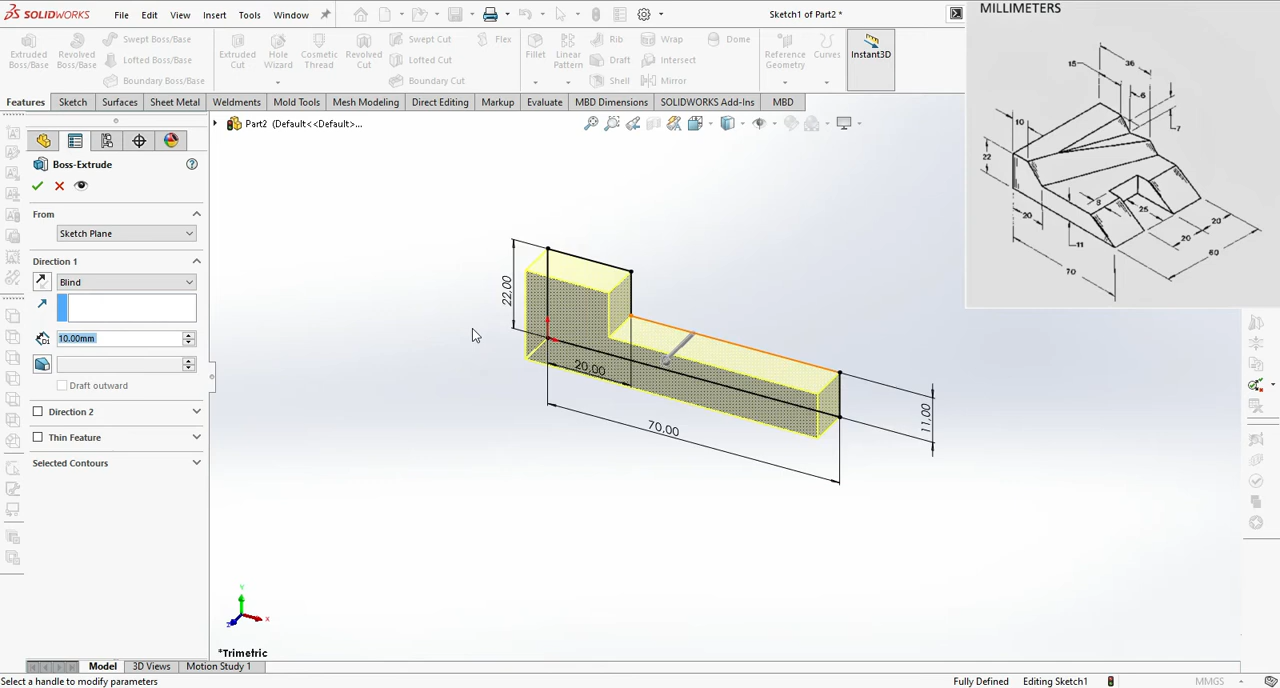 SOLIDWORKS
File Edit View Insert Tools Window
Sketch1 of Part2 *
MILLIMETERS
Extruded Boss/Base
Revolved Boss/Base
Swept Boss/Base
Lofted Boss/Base
Boundary Boss/Base
Extruded Cut
Hole Wizard
Cosmetic Thread
Revolved Cut
Swept Cut
Lofted Cut
Boundary Cut
Flex
Fillet
Linear Pattern
Rib
Draft
Shell
Wrap
Intersect
Mirror
Dome
Reference Geometry
Curves
Instant3D
Features Sketch Surfaces Sheet Metal Weldments Mold Tools Mesh Modeling Direct Editing Markup Evaluate MBD Dimensions SOLIDWORKS Add-Ins MBD
Part2 (Default<<Default>...
Boss-Extrude
From
Sketch Plane
Direction 1
Blind
10.00mm
Draft outward
Direction 2
Thin Feature
Selected Contours
22,00
20,00
70,00
11,00
36
15
6
7
10
22
20
8
25
20
20
11
60
70
Y
X
Z
*Trimetric
Model 3D Views Motion Study 1
Select a handle to modify parameters
Fully Defined Editing Sketch1 MMGS